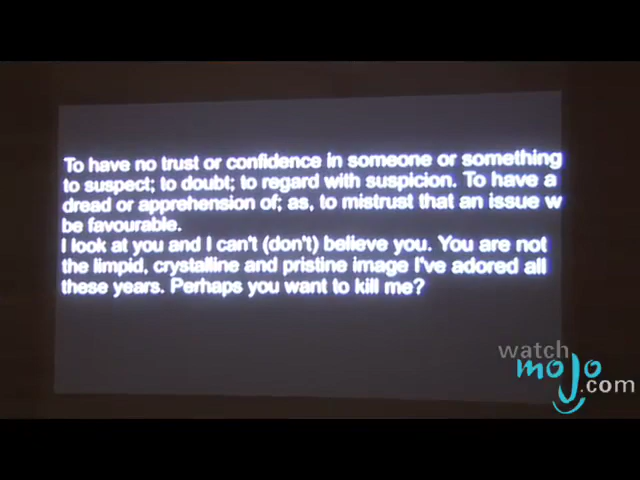 To have no trust or confidence in someone or something
to suspect; to doubt; to regard with suspicion. To have a
dread or apprehension of; as, to mistrust that an issue w
be favourable.
I look at you and I can't (don't) believe you. You are not
the limpid, crystalline and pristine image I've adored all
these years. Perhaps you want to kill me?
watch
mojo
.com